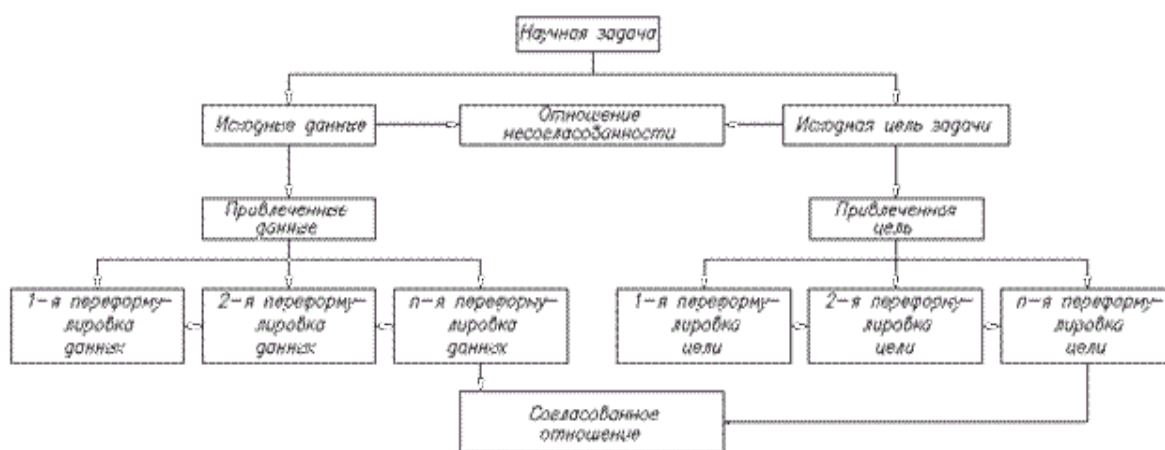 Научная задача
Исходные данные
Отношение
несогласованности
Исходная цель задачи
Привлеченные
данные
Привлеченная
цель
1-я переформу-
лировка
данных
2-я переформу-
лировка
данных
n-я переформу-
лировка
данных
1-я переформу-
лировка
цели
2-я переформу-
лировка
цели
n-я переформу-
лировка
цели
Согласованное
отношение